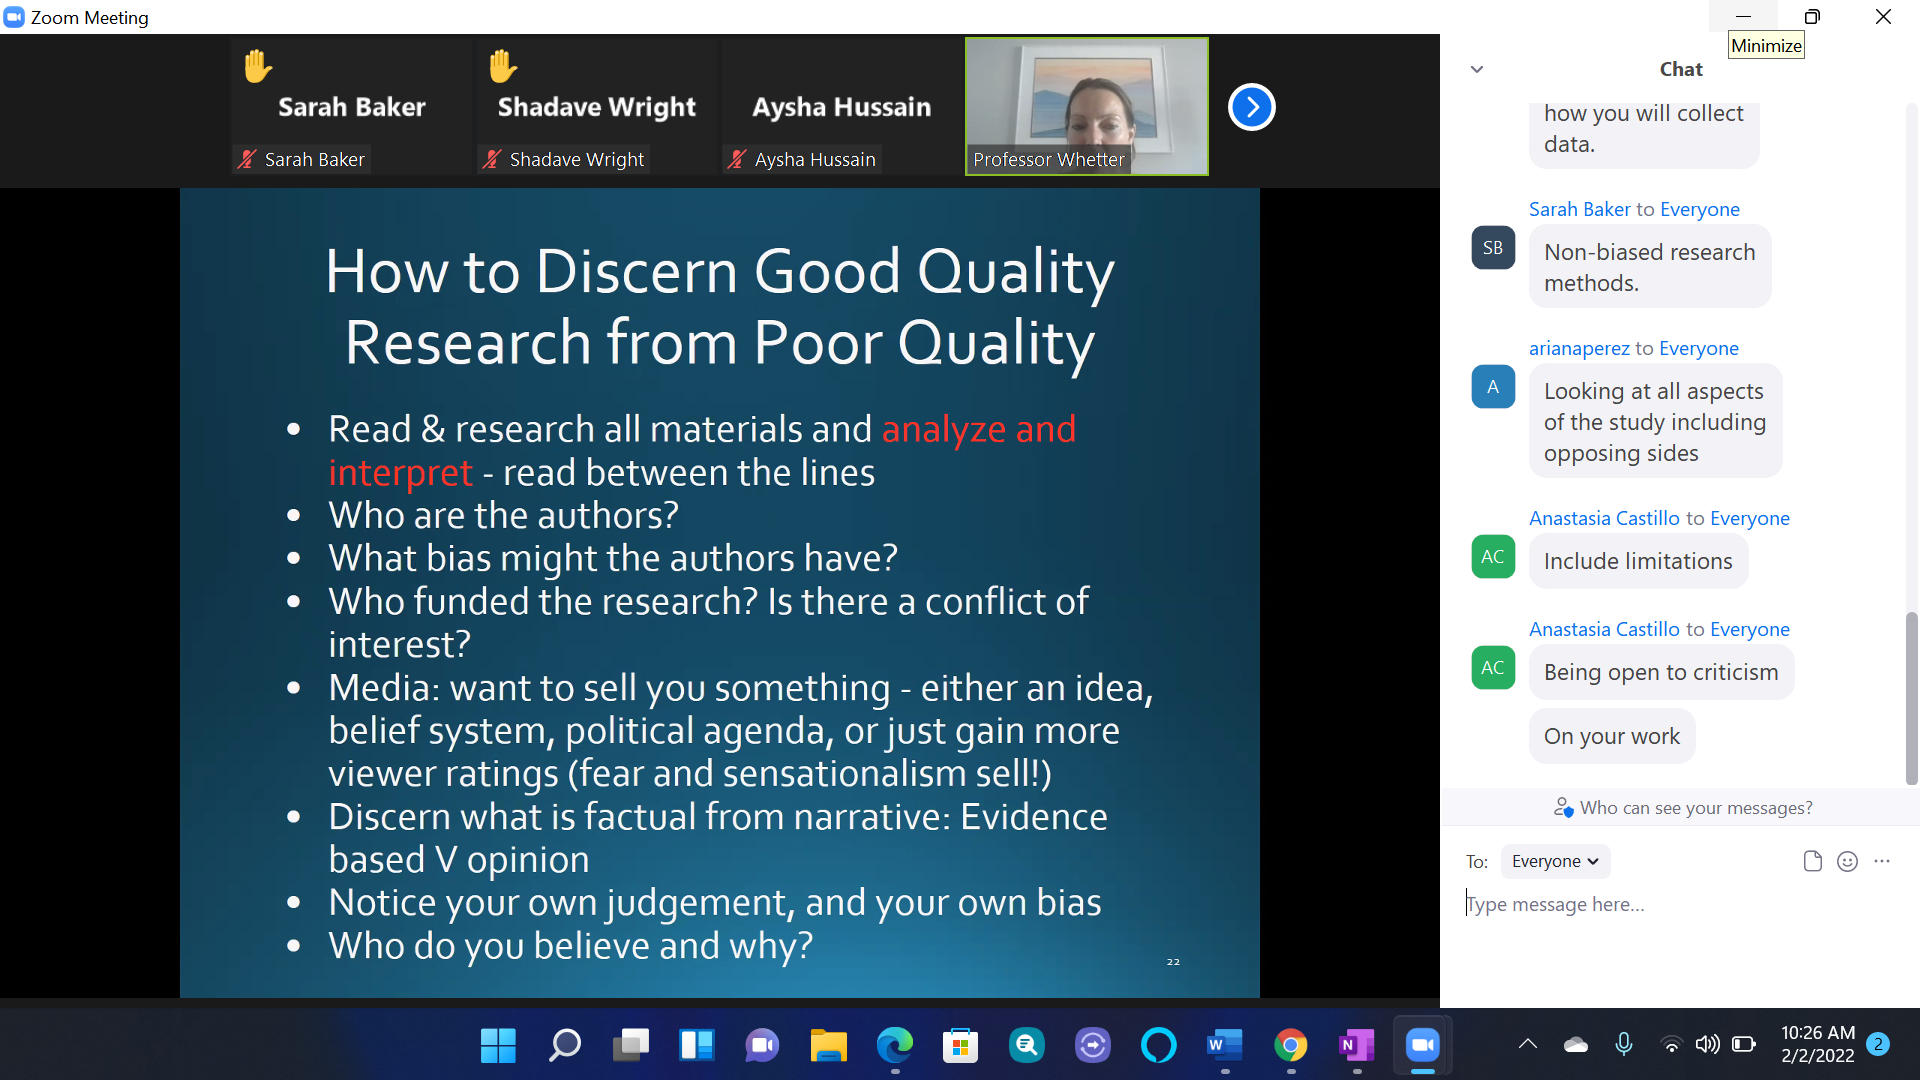 Zoom Meeting
Minimize
Sarah Baker
Shadave Wright
Aysha Hussain
Sarah Baker
Shadave Wright
Aysha Hussain
Professor Whetter
How to Discern Good Quality
Research from Poor Quality
• Read & research all materials and analyze and
interpret - read between the lines
• Who are the authors?
• What bias might the authors have?
• Who funded the research? Is there a conflict of
interest?
• Media: want to sell you something - either an idea,
belief system, political agenda, or just gain more
viewer ratings (fear and sensationalism sell!)
• Discern what is factual from narrative: Evidence
based V opinion
• Notice your own judgement, and your own bias
• Who do you believe and why?
22
Chat
how you will collect
data.
Sarah Baker to Everyone
SB
Non-biased research
methods.
arianaperez to Everyone
A
Looking at all aspects
of the study including
opposing sides
Anastasia Castillo to Everyone
AC
Include limitations
Anastasia Castillo to Everyone
AC
Being open to criticism
On your work
Who can see your messages?
To: Everyone
Type message here...
W
N
10:26 AM
2/2/2022
2